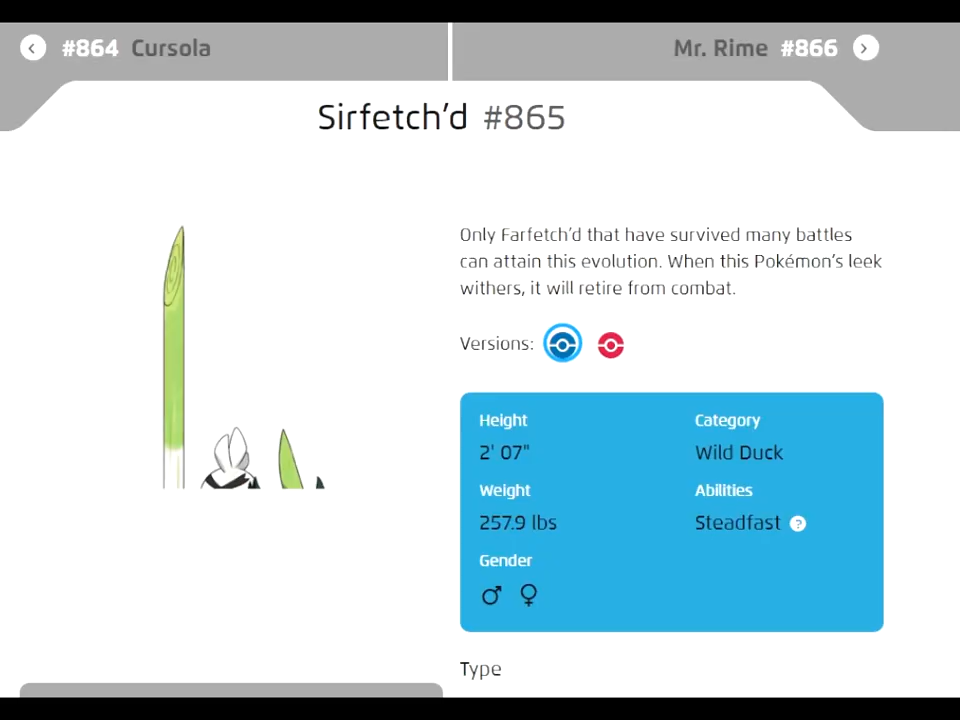 #864 Cursola
Mr. Rime #866
Sirfetch’d #865
Only Farfetch’d that have survived many battles
can attain this evolution. When this Pokémon’s leek
withers, it will retire from combat.
Versions:
Height
2' 07"
Weight
257.9 lbs
Gender
Category
Wild Duck
Abilities
Steadfast ?
Type